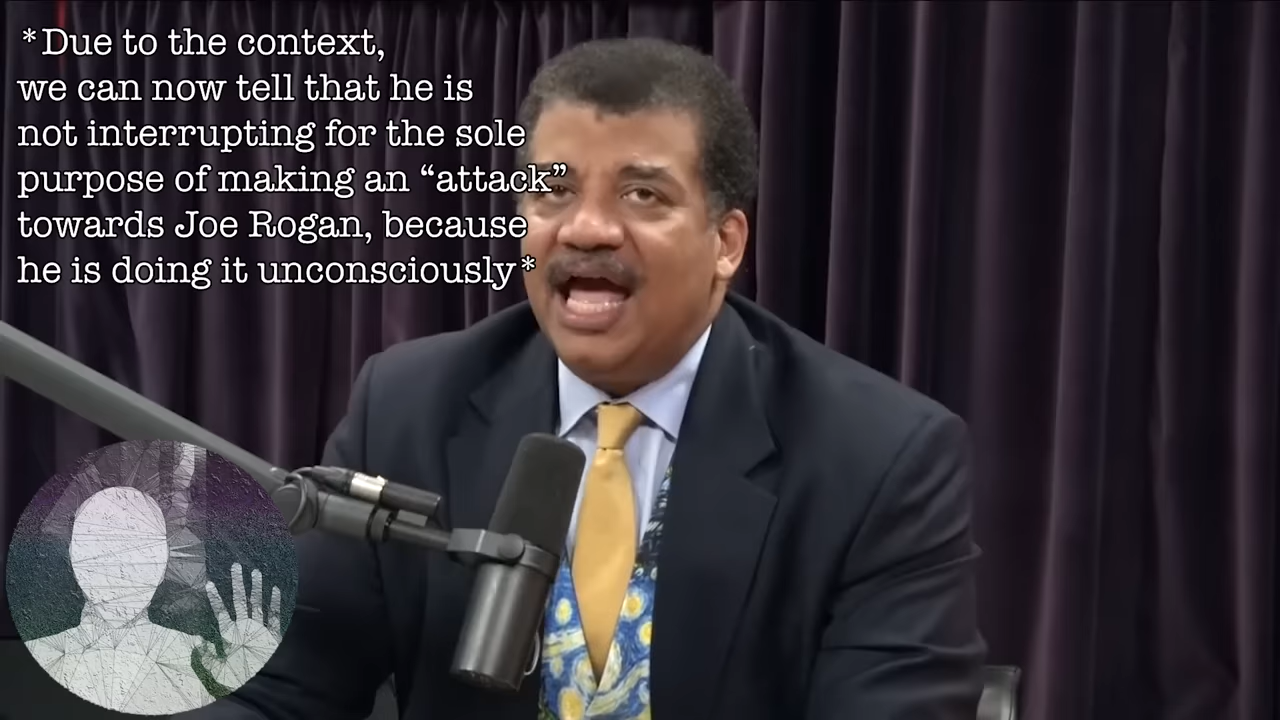 *Due to the context,
we can now tell that he is
not interrupting for the sole
purpose of making an “attack”
towards Joe Rogan, because
he is doing it unconsciously*